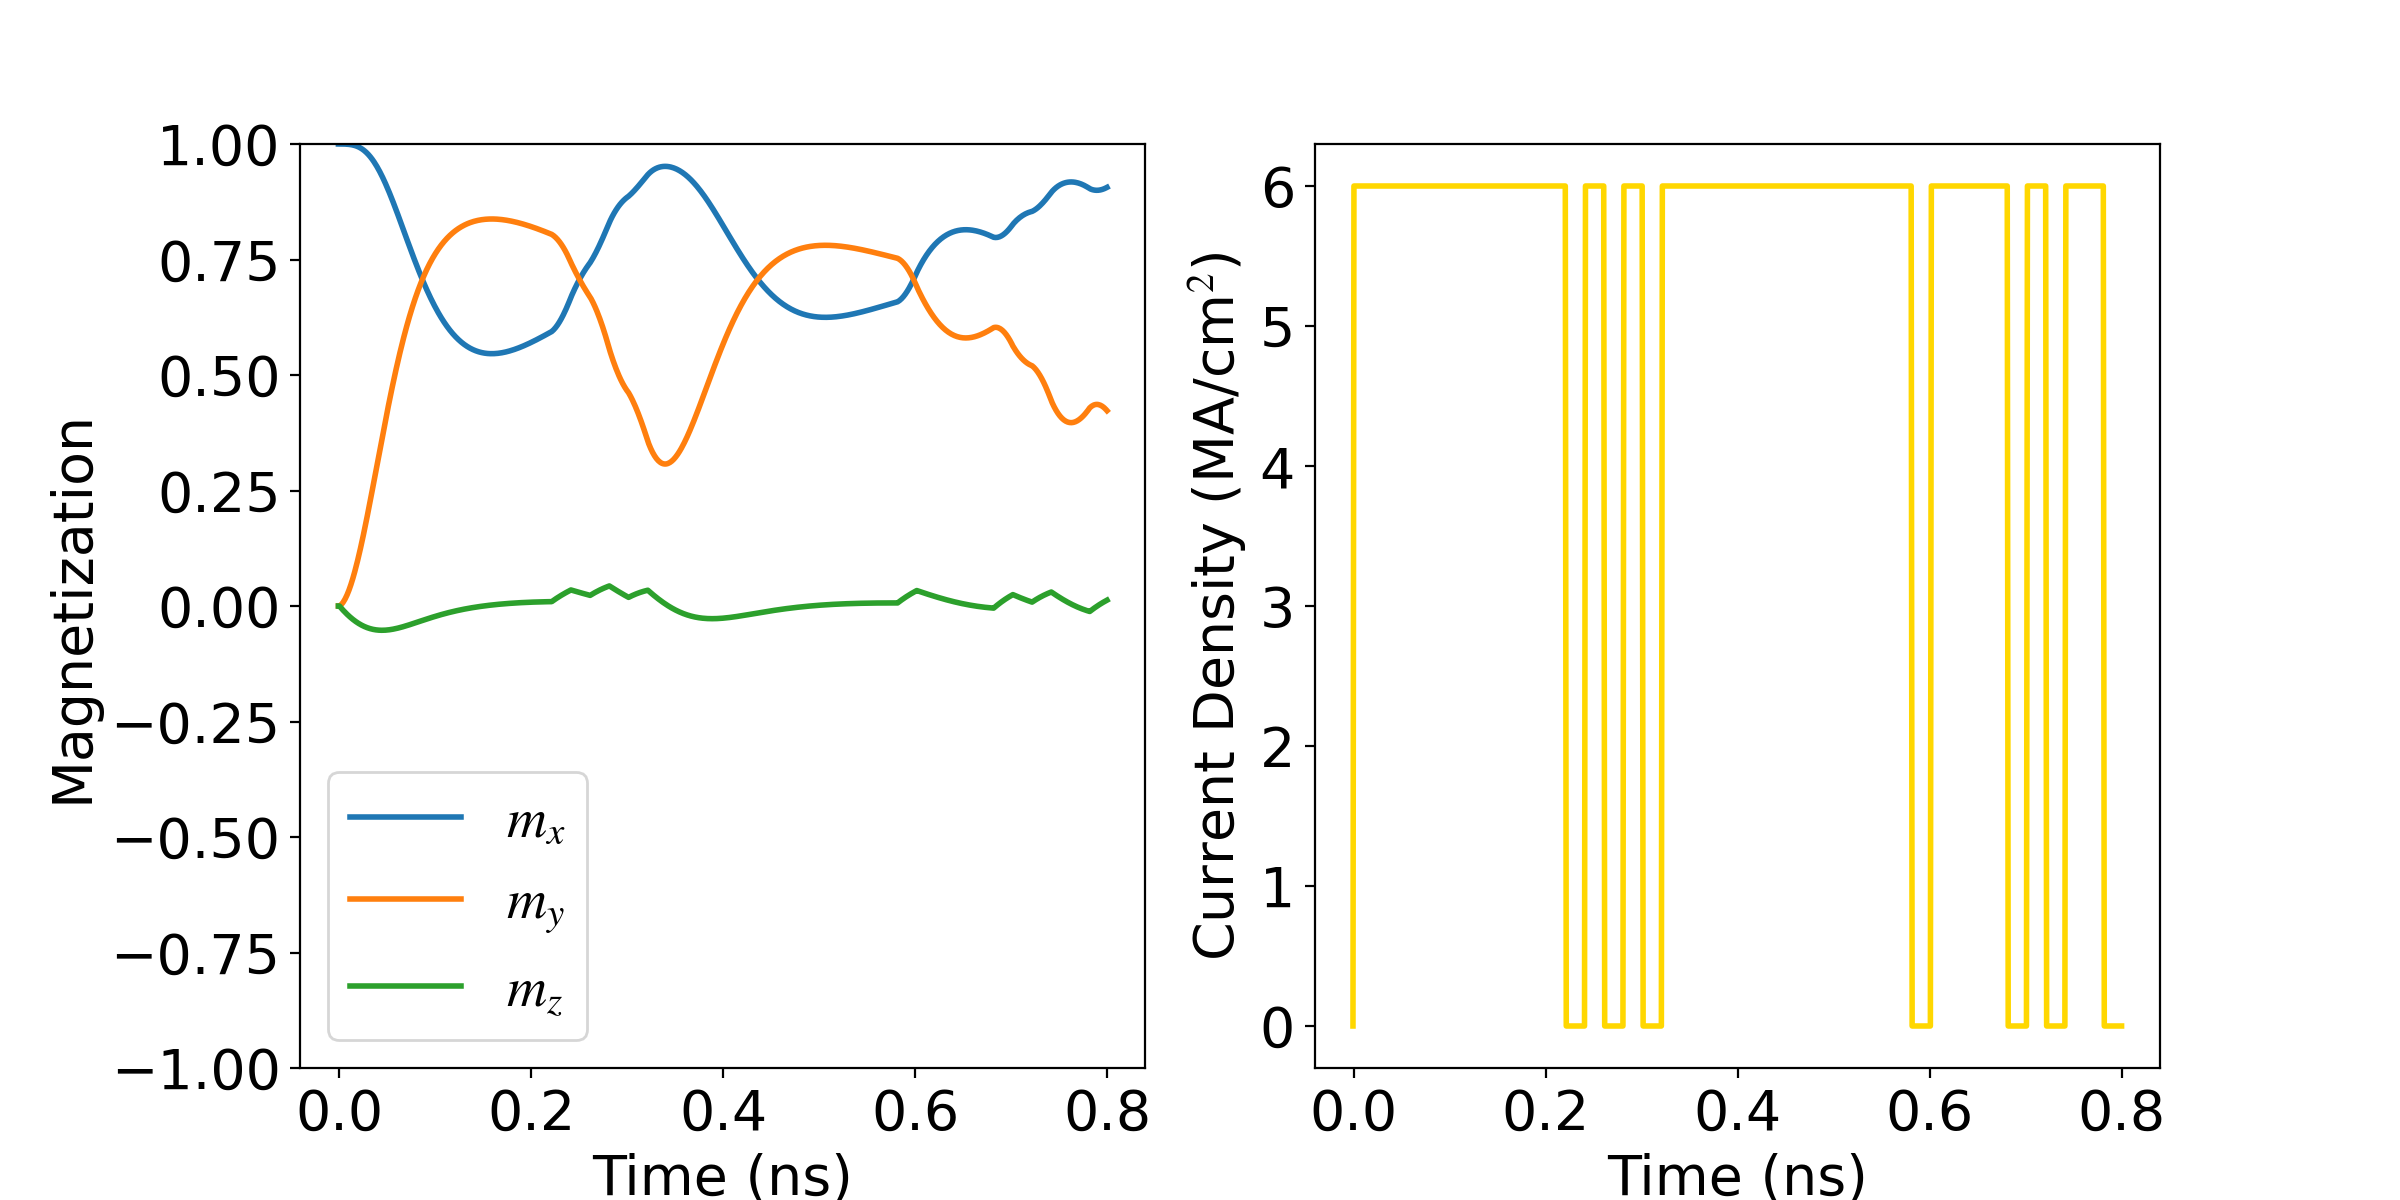 Magnetization
1.00
0.75
0.50
0.25
0.00
−0.25
−0.50
−0.75
−1.00
m_x
m_y
m_z
0.0 0.2 0.4 0.6 0.8
Time (ns)
Current Density (MA/cm²)
6
5
4
3
2
1
0
0.0 0.2 0.4 0.6 0.8
Time (ns)